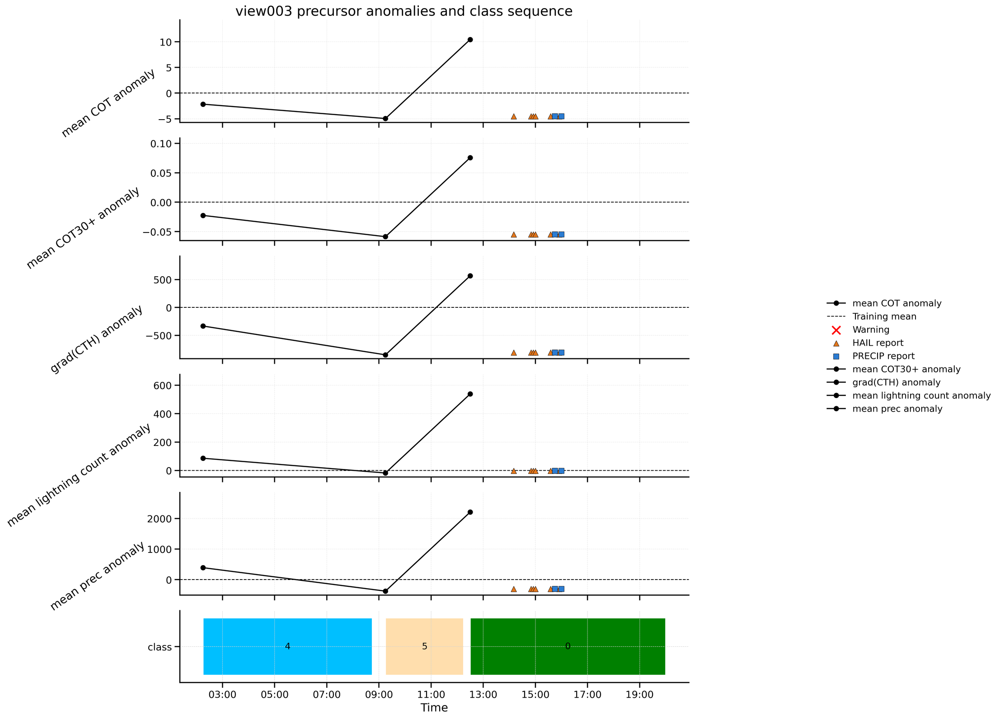 view003 precursor anomalies and class sequence
mean COT anomaly
10
5
0
−5
mean COT30+ anomaly
0.10
0.05
0.00
−0.05
grad(CTH) anomaly
500
0
−500
mean lightning count anomaly
600
400
200
0
mean prec anomaly
2000
1000
0
class
4
5
0
03:00 05:00 07:00 09:00 11:00 13:00 15:00 17:00 19:00
Time
mean COT anomaly
Training mean
Warning
HAIL report
PRECIP report
mean COT30+ anomaly
grad(CTH) anomaly
mean lightning count anomaly
mean prec anomaly